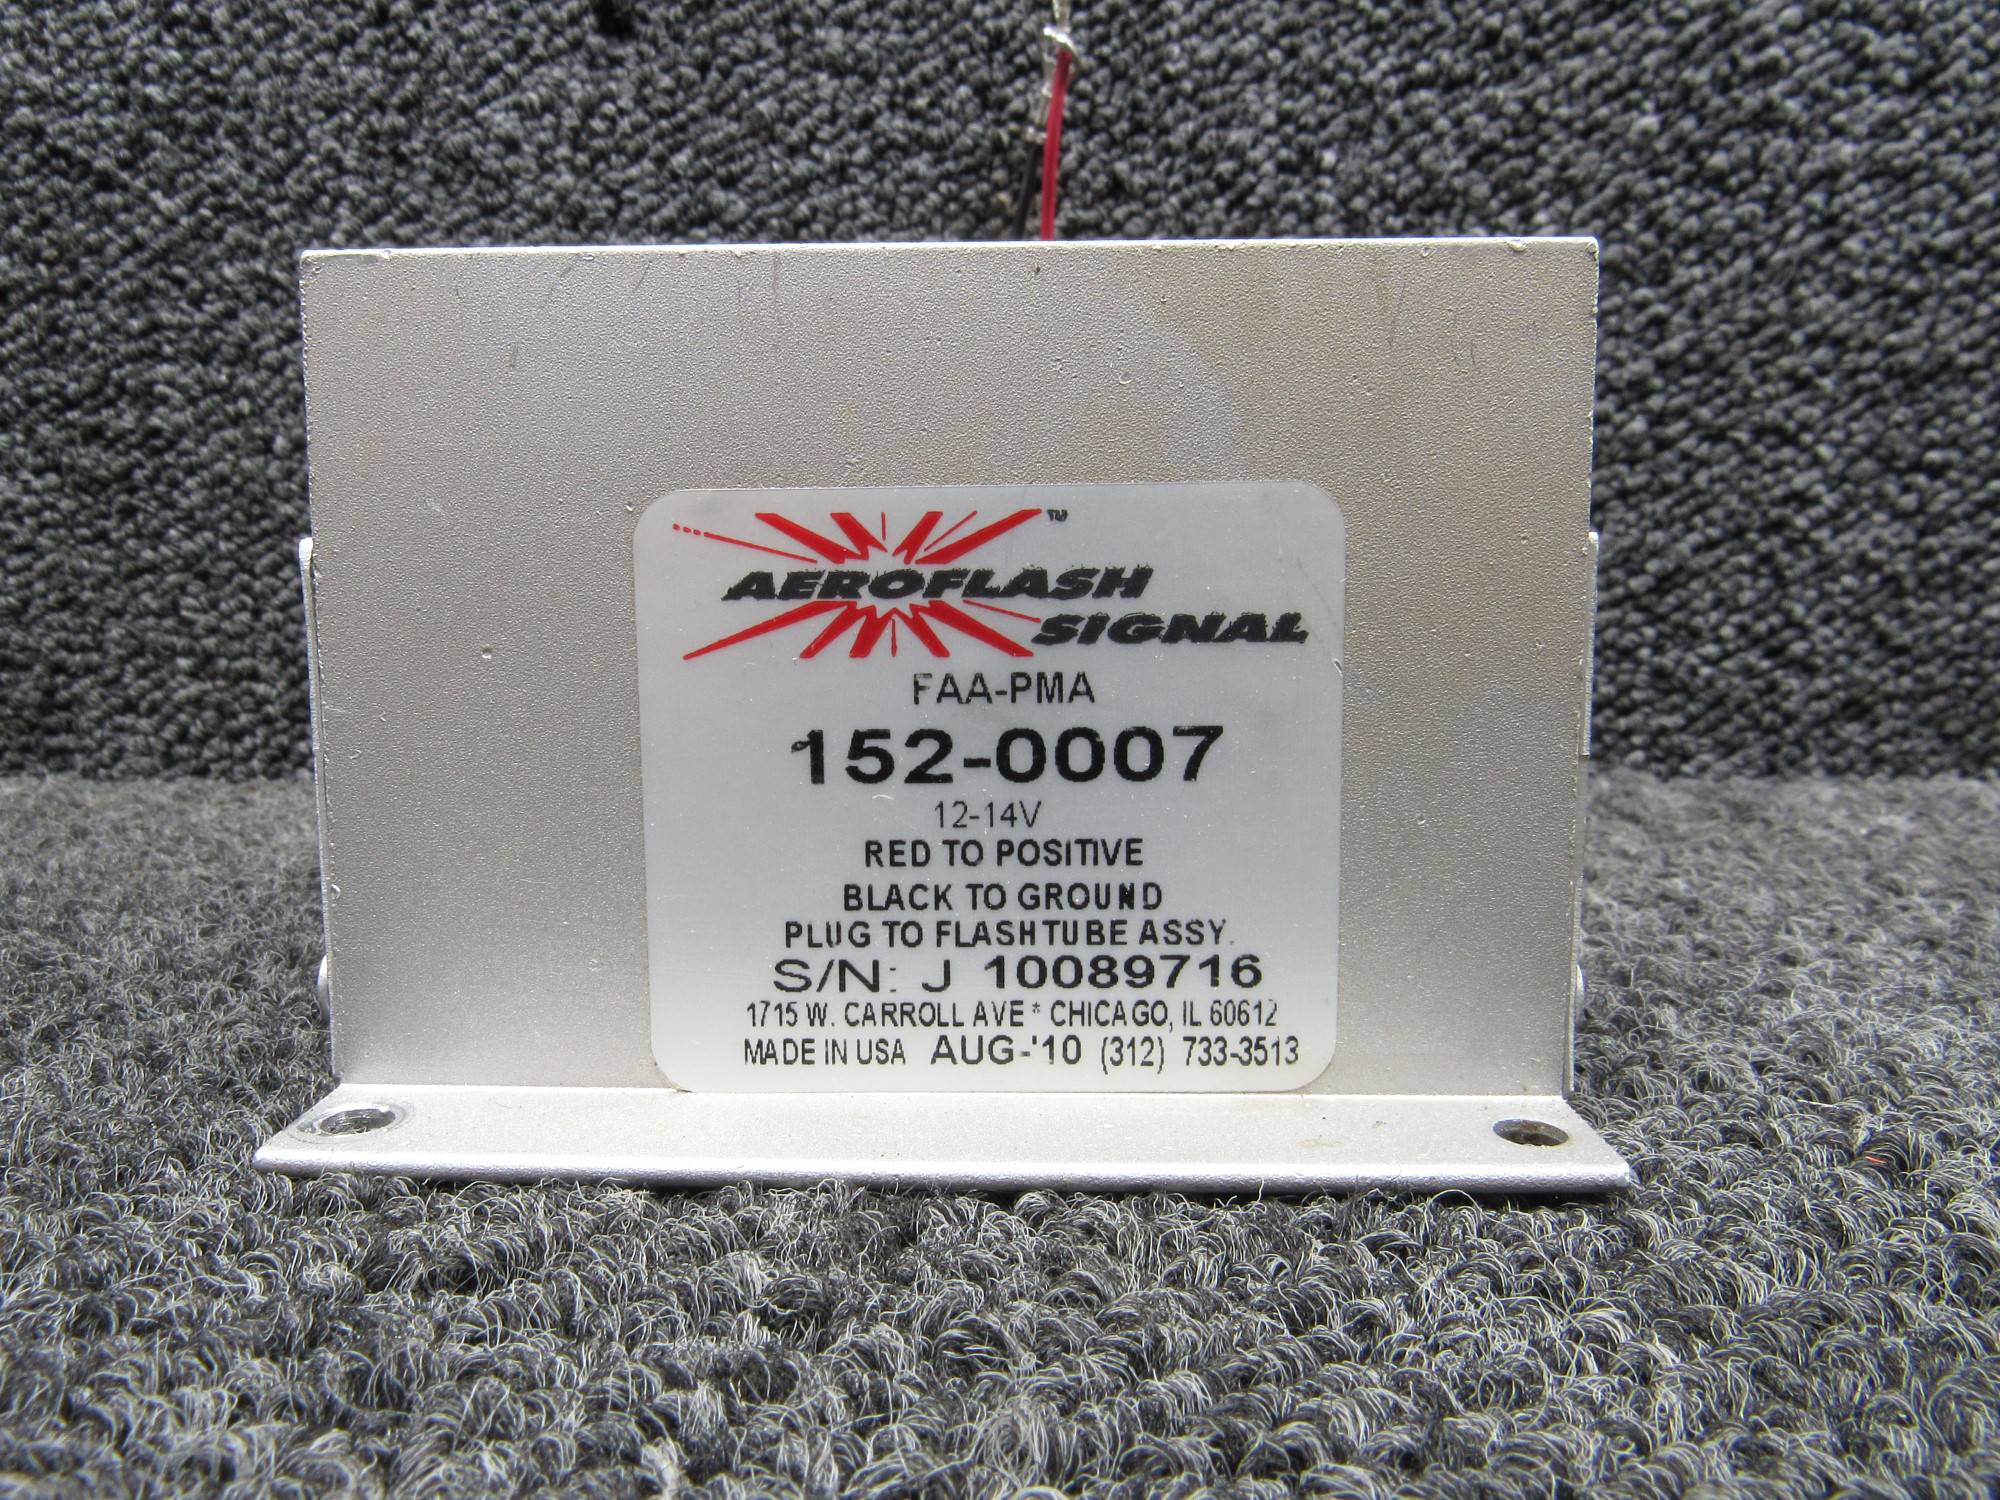 AEROFLASH ™
SIGNAL
FAA-PMA
152-0007
12-14V
RED TO POSITIVE
BLACK TO GROUND
PLUG TO FLASHTUBE ASSY.
S/N: J 10089716
1715 W. CARROLL AVE * CHICAGO, IL 60612
MADE IN USA AUG-'10 (312) 733-3513